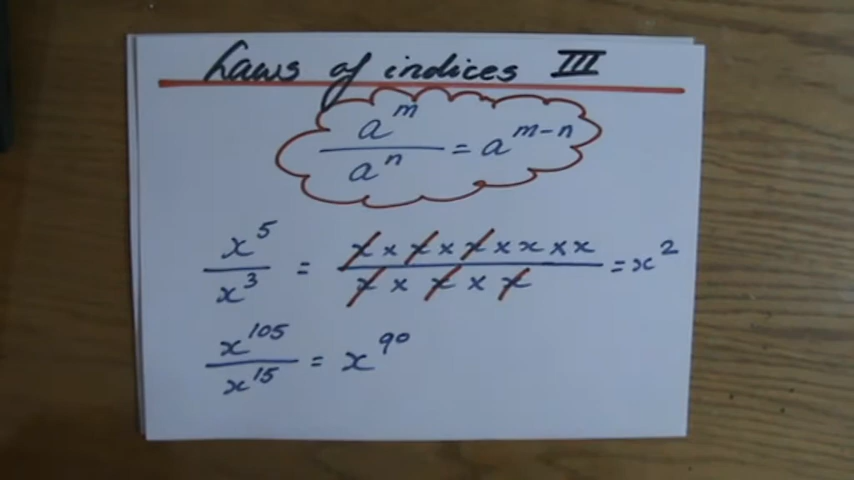 Laws of indices III
a^m / a^n = a^(m-n)
x^5 / x^3 = x × x × x × x × x / x × x × x = x^2
x^105 / x^15 = x^90